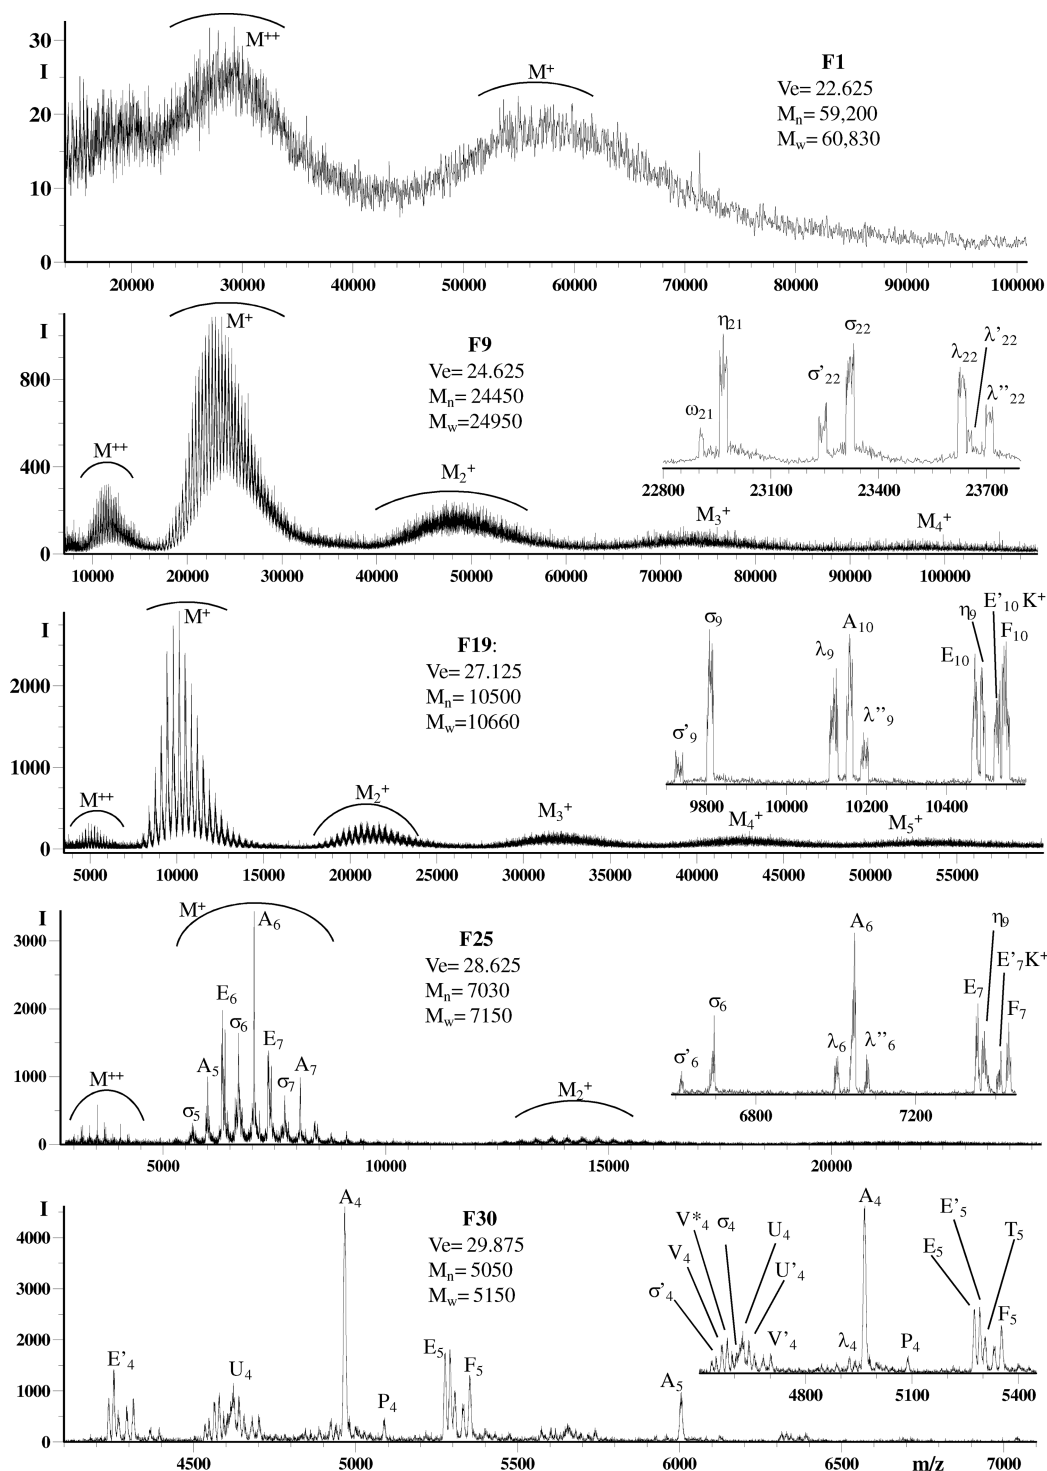 30
I
20
10
0
M++
M+
F1
Ve= 22.625
Mn= 59,200
Mw= 60,830
20000 30000 40000 50000 60000 70000 80000 90000 100000
I
800
400
0
M++
M+
M2+
M3+
M4+
F9
Ve= 24.625
Mn= 24450
Mw=24950
ω21
η21
σ'22
σ22
λ22
λ'22
λ''22
22800 23100 23400 23700
10000 20000 30000 40000 50000 60000 70000 80000 90000 100000
I
2000
1000
0
M++
M+
M2+
M3+
M4+
M5+
F19:
Ve= 27.125
Mn= 10500
Mw=10660
σ'9
σ9
λ9
A10
λ''9
E10
η9
E'10 K+
F10
9800 10000 10200 10400
5000 10000 15000 20000 25000 30000 35000 40000 45000 50000 55000
I
3000
2000
1000
0
M++
M+
σ5
A5
E6
σ6
A6
E7
σ7
A7
M2+
F25
Ve= 28.625
Mn= 7030
Mw= 7150
σ'6
σ6
λ6
A6
λ''6
E7
η9
E'7K+
F7
6800 7200
5000 10000 15000 20000
I
4000
3000
2000
1000
0
E'4
U4
A4
P4
E5
F5
A5
F30
Ve= 29.875
Mn= 5050
Mw= 5150
σ'4
V4
V*4
σ4
U4
U'4
V'4
λ4
A4
P4
E5
E'5
T5
F5
4800 5100 5400
4500 5000 5500 6000 6500 m/z 7000